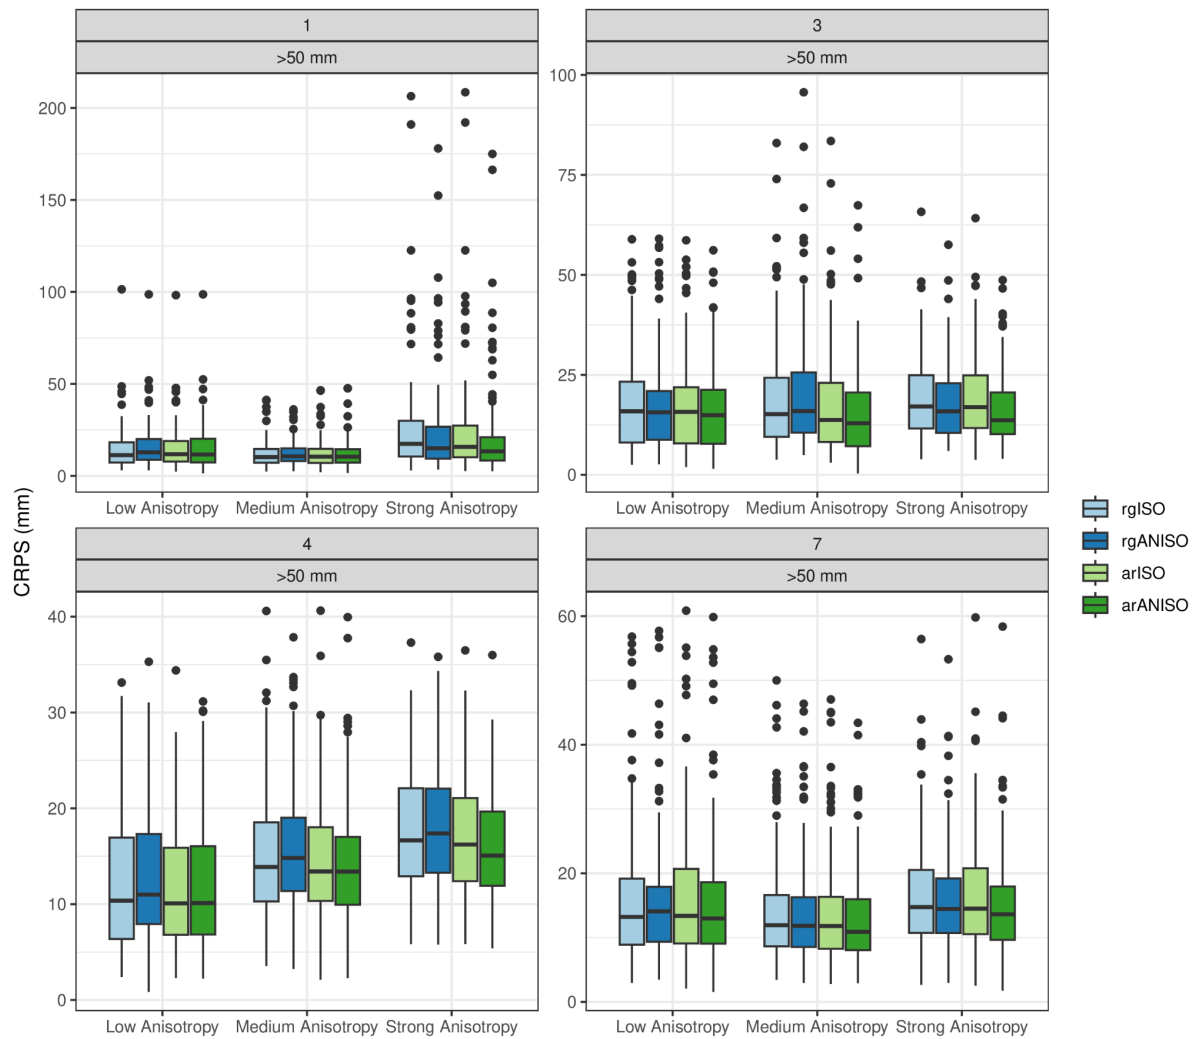 1
3
>50 mm
>50 mm
200
150
100
50
0
100
75
50
25
0
Low Anisotropy Medium Anisotropy Strong Anisotropy
Low Anisotropy Medium Anisotropy Strong Anisotropy
CRPS (mm)
4
7
>50 mm
>50 mm
40
30
20
10
0
60
40
20
0
Low Anisotropy Medium Anisotropy Strong Anisotropy
Low Anisotropy Medium Anisotropy Strong Anisotropy
rgISO
rgANISO
arISO
arANISO